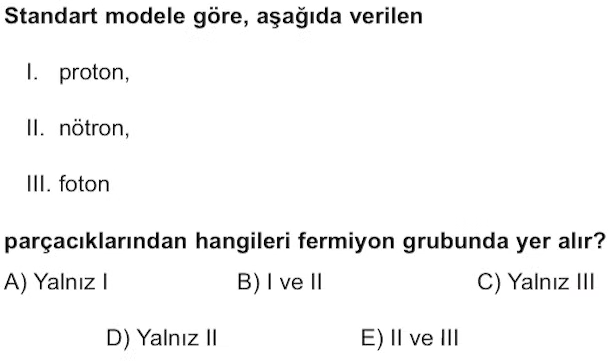 Standart modele göre, aşağıda verilen
I. proton,
II. nötron,
III. foton
parçacıklarından hangileri fermiyon grubunda yer alır?
A) Yalnız I B) I ve II C) Yalnız III
D) Yalnız II E) II ve III